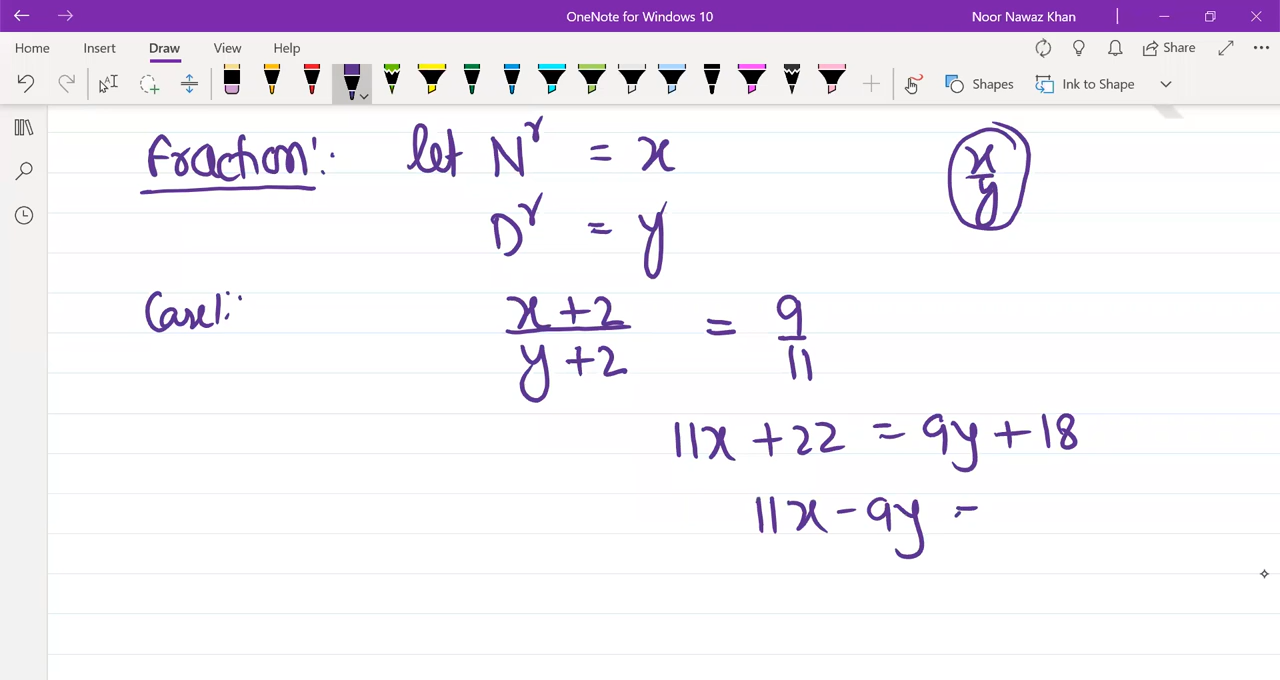 OneNote for Windows 10
Noor Nawaz Khan
Home Insert Draw View Help
Share
Shapes
Ink to Shape
Fraction: let Nʳ = x
x/y
Dʳ = y
Case1:
(x+2)/(y+2) = 9/11
11x + 22 = 9y + 18
11x - 9y =